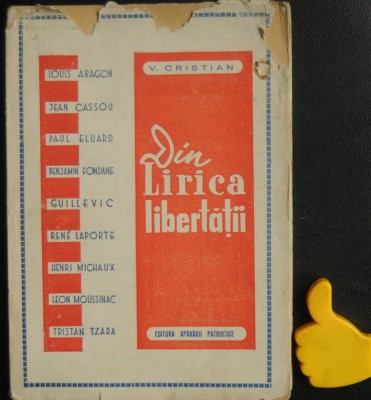 LOUIS ARAGON
JEAN CASSOU
PAUL ELUARD
BENJAMIN FONDANE
GUILLEVIC
RENÉ LAPORTE
HENRI MICHAUX
LEON MOUSSINAC
TRISTAN TZARA
V. CRISTIAN
Din
Lirica
libertății
EDITURA APĂRĂRII PATRIOTICE